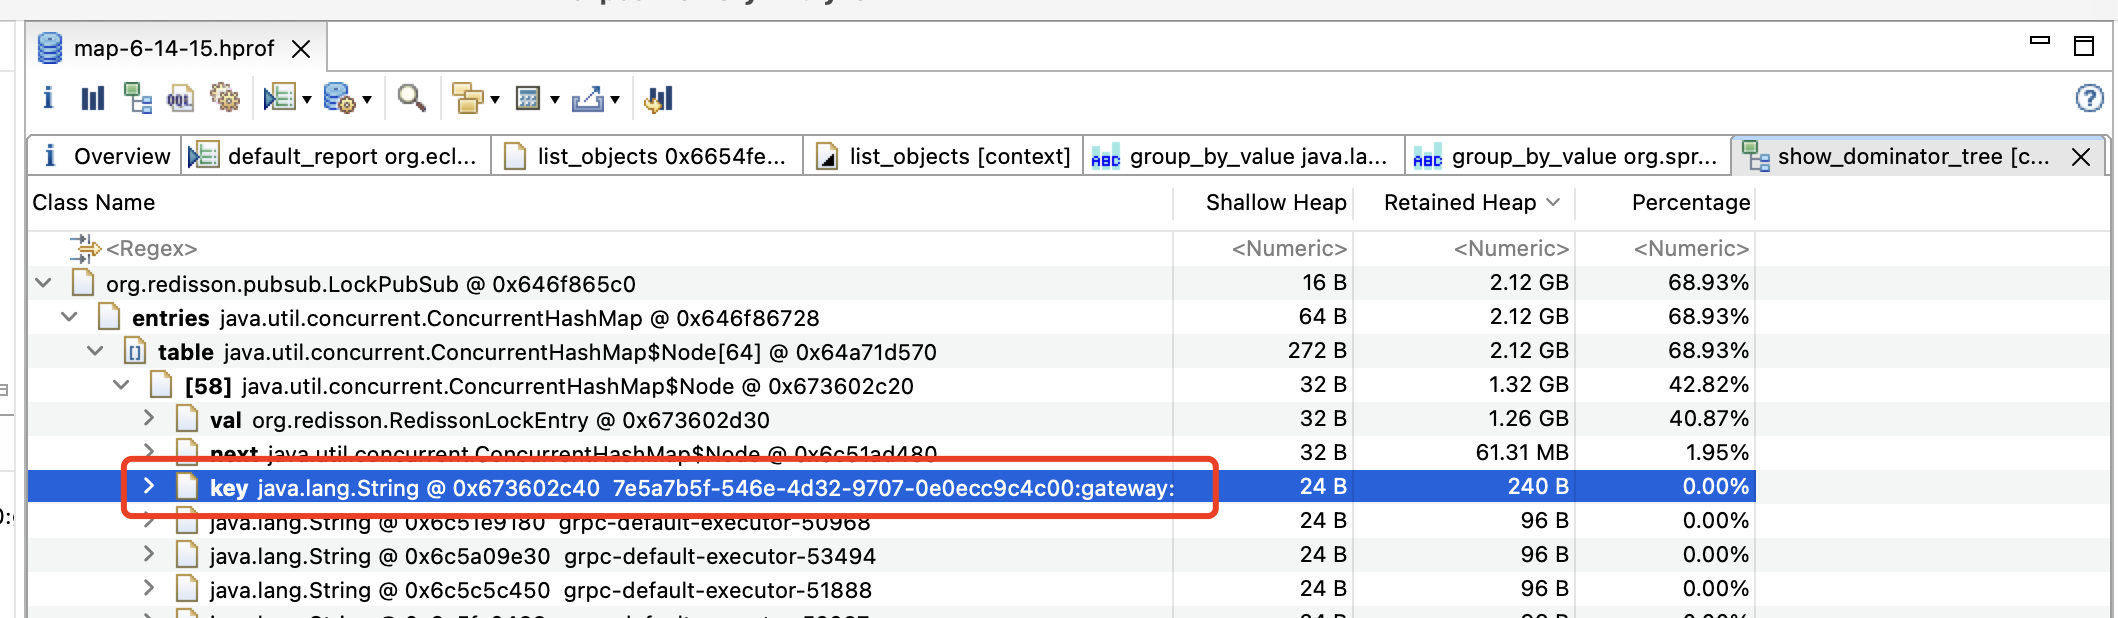 map-6-14-15.hprof
OQL
Overview default_report org.ecl... list_objects 0x6654fe... list_objects [context] ABC group_by_value java.la... ABC group_by_value org.spr... show_dominator_tree [c...
Class Name Shallow Heap Retained Heap Percentage
<Regex> <Numeric> <Numeric> <Numeric>
org.redisson.pubsub.LockPubSub @ 0x646f865c0 16 B 2.12 GB 68.93%
entries java.util.concurrent.ConcurrentHashMap @ 0x646f86728 64 B 2.12 GB 68.93%
table java.util.concurrent.ConcurrentHashMap$Node[64] @ 0x64a71d570 272 B 2.12 GB 68.93%
[58] java.util.concurrent.ConcurrentHashMap$Node @ 0x673602c20 32 B 1.32 GB 42.82%
val org.redisson.RedissonLockEntry @ 0x673602d30 32 B 1.26 GB 40.87%
next java.util.concurrent.ConcurrentHashMap$Node @ 0x6c51ad480 32 B 61.31 MB 1.95%
key java.lang.String @ 0x673602c40 7e5a7b5f-546e-4d32-9707-0e0ecc9c4c00:gateway: 24 B 240 B 0.00%
java.lang.String @ 0x6c51e9180 grpc-default-executor-50968 24 B 96 B 0.00%
java.lang.String @ 0x6c5a09e30 grpc-default-executor-53494 24 B 96 B 0.00%
java.lang.String @ 0x6c5c5c450 grpc-default-executor-51888 24 B 96 B 0.00%